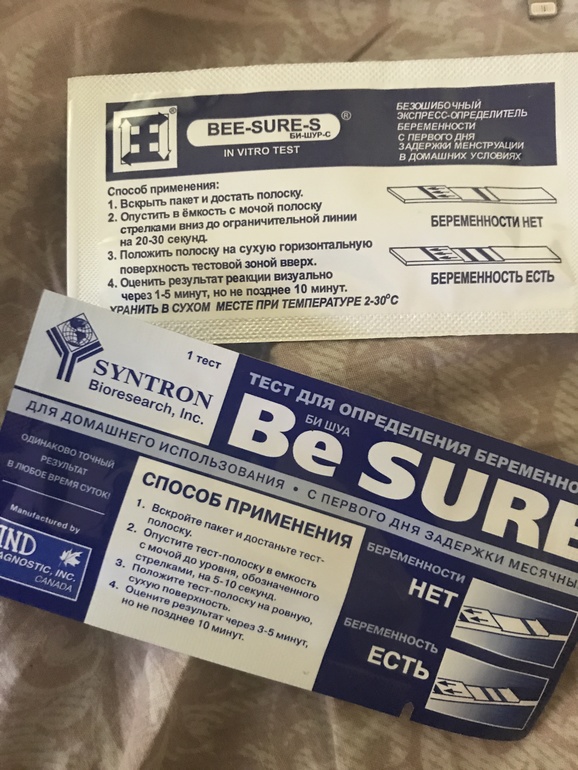 BEE-SURE-S ®
БИ-ШУР-С
IN VITRO TEST
БЕЗОШИБОЧНЫЙ
ЭКСПРЕСС-ОПРЕДЕЛИТЕЛЬ
БЕРЕМЕННОСТИ
С ПЕРВОГО ДНЯ
ЗАДЕРЖКИ МЕНСТРУАЦИИ
В ДОМАШНИХ УСЛОВИЯХ
Способ применения:
1. Вскрыть пакет и достать полоску.
2. Опустить в ёмкость с мочой полоску
стрелками вниз до ограничительной линии
на 20-30 секунд.
3. Положить полоску на сухую горизонтальную
поверхность тестовой зоной вверх.
4. Оценить результат реакции визуально
через 1-5 минут, но не позднее 10 минут.
ХРАНИТЬ В СУХОМ МЕСТЕ ПРИ ТЕМПЕРАТУРЕ 2-30°С
БЕРЕМЕННОСТИ НЕТ
БЕРЕМЕННОСТЬ ЕСТЬ
1 тест
SYNTRON
Bioresearch, Inc.
ТЕСТ ДЛЯ ОПРЕДЕЛЕНИЯ БЕРЕМЕННО
БИ ШУА
Be SURE
ДЛЯ ДОМАШНЕГО ИСПОЛЬЗОВАНИЯ • С ПЕРВОГО ДНЯ ЗАДЕРЖКИ МЕСЯЧНЫ
ОДИНАКОВО ТОЧНЫЙ
РЕЗУЛЬТАТ
В ЛЮБОЕ ВРЕМЯ СУТОК!
Manufactured by
IND
AGNOSTIC, INC.
CANADA
СПОСОБ ПРИМЕНЕНИЯ
1. Вскройте пакет и достаньте тест-
полоску.
2. Опустите тест-полоску в емкость
с мочой до уровня, обозначенного
стрелками, на 5-10 секунд.
3. Положите тест-полоску на ровную,
сухую поверхность.
4. Оцените результат через 3-5 минут,
но не позднее 10 минут.
БЕРЕМЕННОСТИ
НЕТ
БЕРЕМЕННОСТЬ
ЕСТЬ